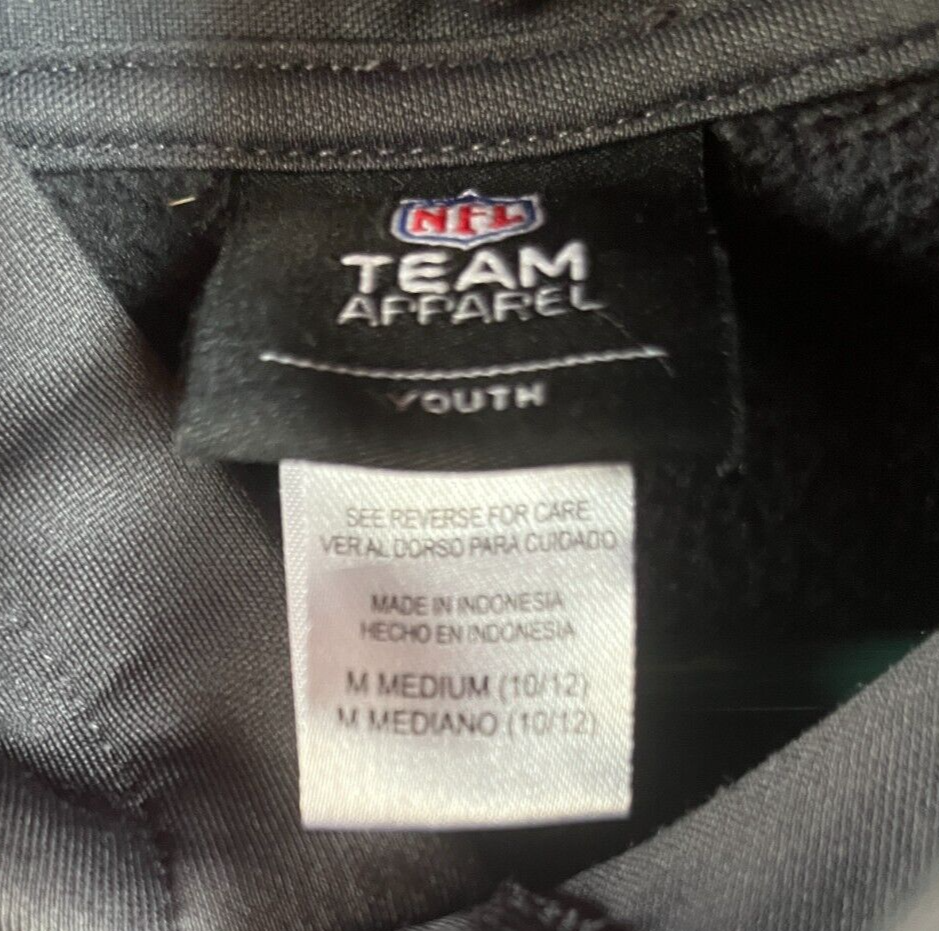 NFL
TEAM
APPAREL
YOUTH
SEE REVERSE FOR CARE
VER AL DORSO PARA CUIDADO
MADE IN INDONESIA
HECHO EN INDONESIA
M MEDIUM (10/12)
M MEDIANO (10/12)